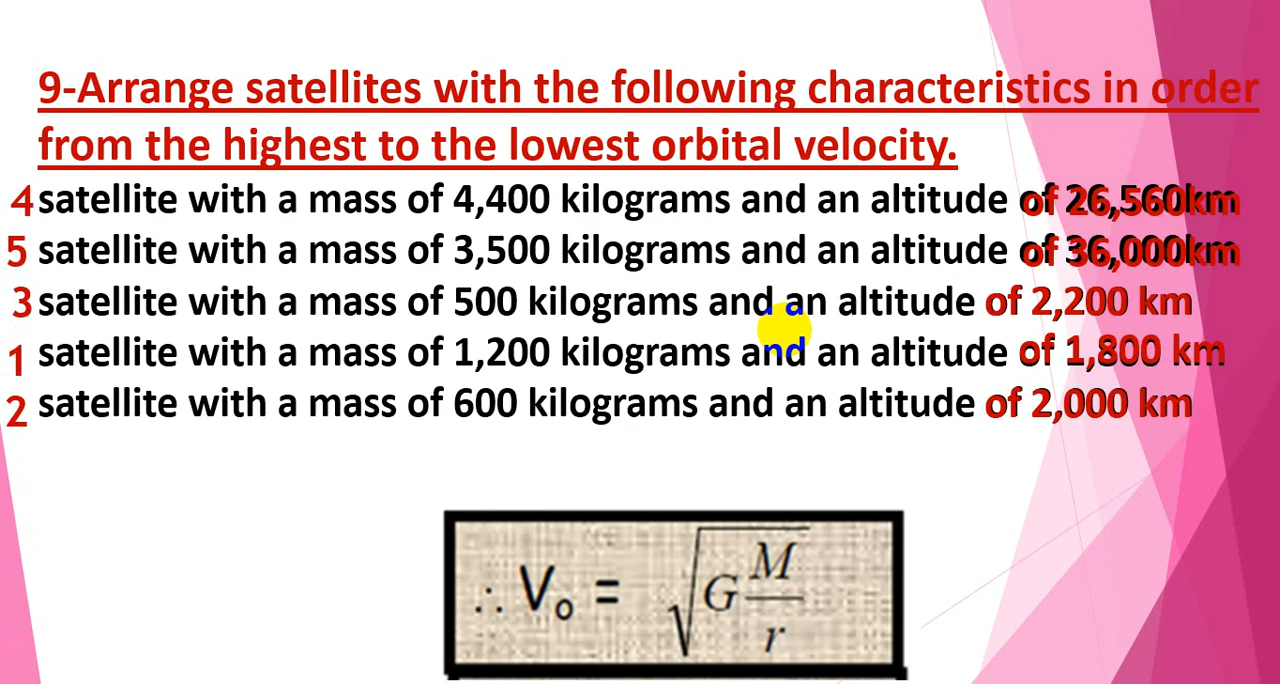 9-Arrange satellites with the following characteristics in order
from the highest to the lowest orbital velocity.
4 satellite with a mass of 4,400 kilograms and an altitude of 26,560km
5 satellite with a mass of 3,500 kilograms and an altitude of 36,000km
3 satellite with a mass of 500 kilograms and an altitude of 2,200 km
1 satellite with a mass of 1,200 kilograms and an altitude of 1,800 km
2 satellite with a mass of 600 kilograms and an altitude of 2,000 km
∴ Vₒ = √(G M/r)